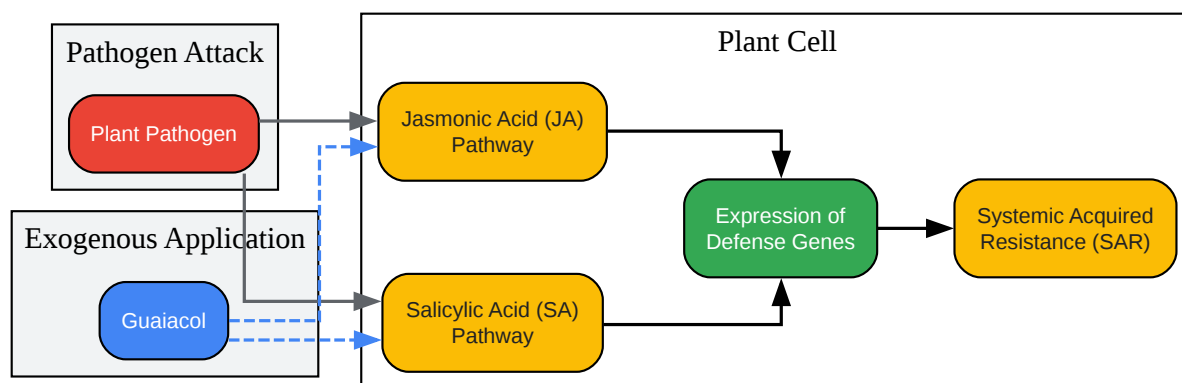 Pathogen Attack
Plant Pathogen
Exogenous Application
Guaiacol
Plant Cell
Jasmonic Acid (JA)
Pathway
Salicylic Acid (SA)
Pathway
Expression of
Defense Genes
Systemic Acquired
Resistance (SAR)